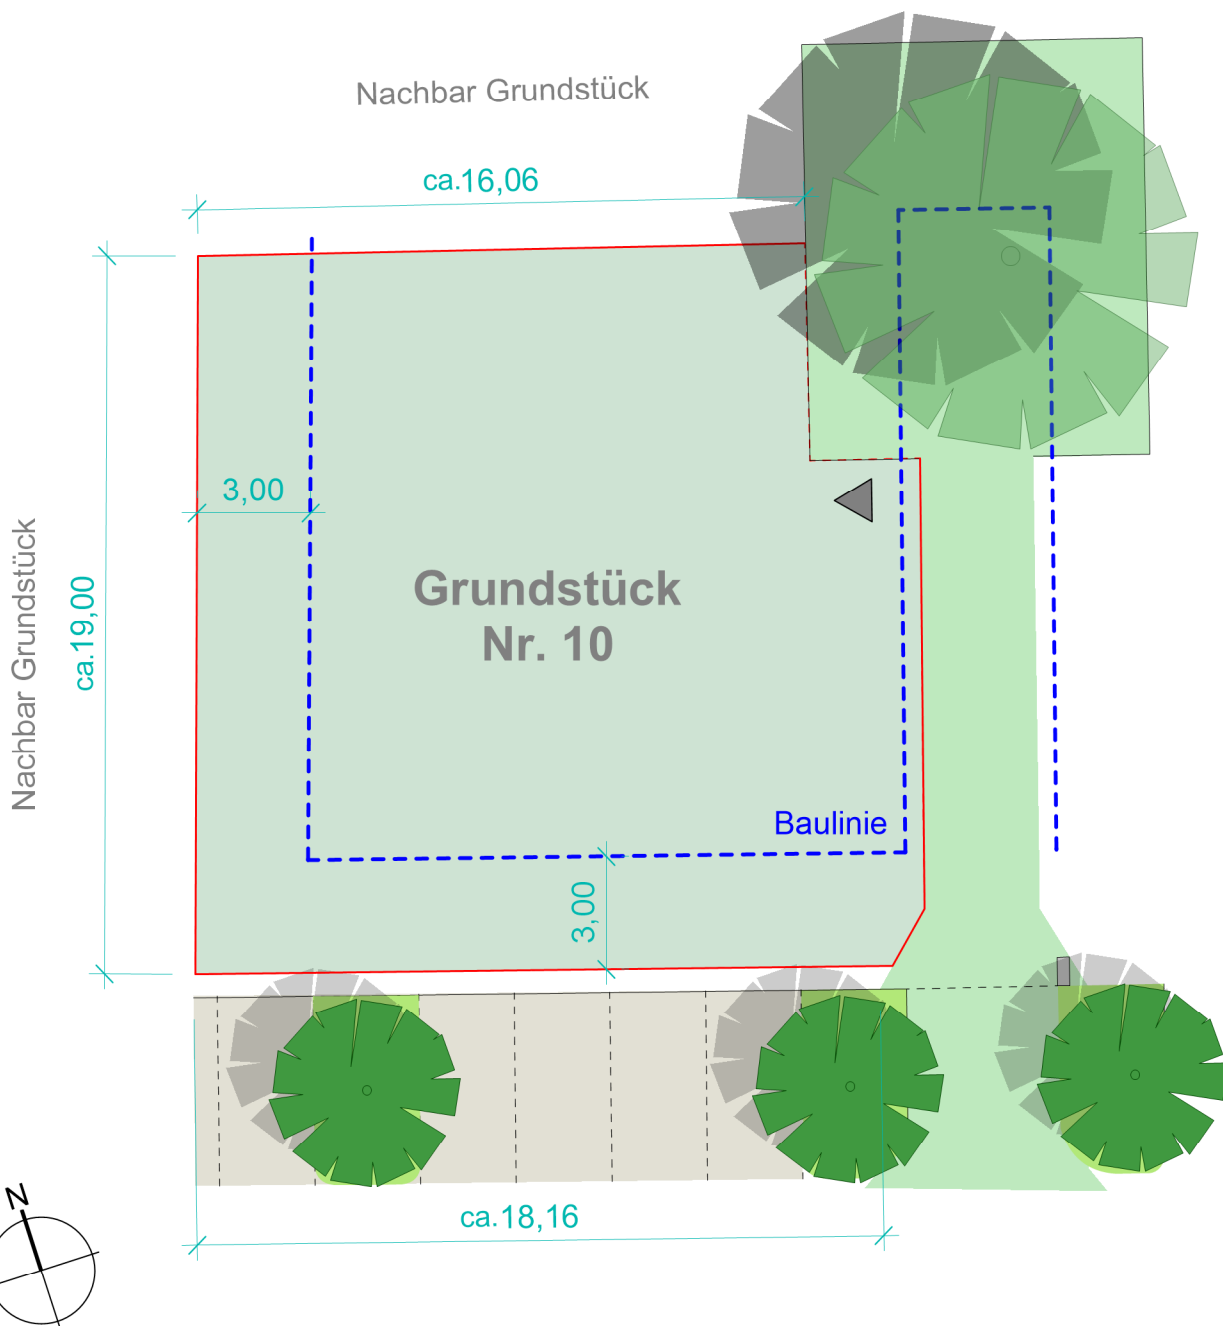 Nachbar Grundstück
ca.16,06
3,00
Nachbar Grundstück
ca.19,00
Grundstück
Nr. 10
Baulinie
3,00
N
ca.18,16